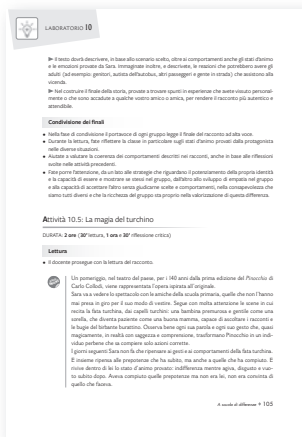 LABORATORIO 10
► Il testo dovrà descrivere, in base allo scenario scelto, oltre ai comportamenti anche gli stati d'animo
e le emozioni provate da Sara. Immaginate inoltre, e descrivete, le reazioni che potrebbero avere gli
adulti (ad esempio: genitori, autista dell'autobus, altri passeggeri e gente in strada) che assistono alla
vicenda.
► Nel costruire il finale della storia, provate a trovare spunti in esperienze che avete vissuto personal-
mente o che sono accadute a qualche vostro amico o amica, per rendere il racconto più autentico e
attendibile.
Condivisione dei finali
● Nella fase di condivisione il portavoce di ogni gruppo legge il finale del racconto ad alta voce.
● Durante la lettura, fate riflettere la classe in particolare sugli stati d'animo provati dalla protagonista
nelle diverse situazioni.
● Aiutate a valutare la coerenza dei comportamenti descritti nei racconti, anche in base alle riflessioni
svolte nelle attività precedenti.
● Fate porre l'attenzione, da un lato alle strategie che riguardano il potenziamento della propria identità
e la capacità di essere e mostrare se stessi nel gruppo, dall'altro allo sviluppo di empatia nel gruppo
e alla capacità di accettare l'altro senza giudicarne scelte e comportamenti, nella consapevolezza che
siamo tutti diversi e che la ricchezza del gruppo sta proprio nella valorizzazione di questa differenza.
Attività 10.5: La magia del turchino
DURATA: 2 ore (30' lettura, 1 ora e 30' riflessione critica)
Lettura
● Il docente prosegue con la lettura del racconto.
Un pomeriggio, nel teatro del paese, per i 140 anni dalla prima edizione del Pinocchio di
Carlo Collodi, viene rappresentata l'opera ispirata all'originale.
Sara va a vedere lo spettacolo con le amiche della scuola primaria, quelle che non l'hanno
mai presa in giro per il suo modo di vestire. Segue con molta attenzione le scene in cui
recita la fata turchina, dai capelli turchini: una bambina premurosa e gentile come una
sorella, che diventa paziente come una buona mamma, capace di ascoltare i racconti e
le bugie del birbante burattino. Osserva bene ogni sua parola e ogni suo gesto che, quasi
magicamente, in realtà con saggezza e comprensione, trasformano Pinocchio in un indi-
viduo perbene che sa compiere solo azioni corrette.
I giorni seguenti Sara non fa che ripensare ai gesti e ai comportamenti della fata turchina.
E insieme ripensa alle prepotenze che ha subìto, ma anche a quelle che ha compiuto. E
rivive dentro di lei lo stato d'animo provato: indifferenza mentre agiva, disgusto e vuo-
to subito dopo. Aveva compiuto quelle prepotenze ma non era lei, non era convinta di
quello che faceva.
A scuola di differenze • 105